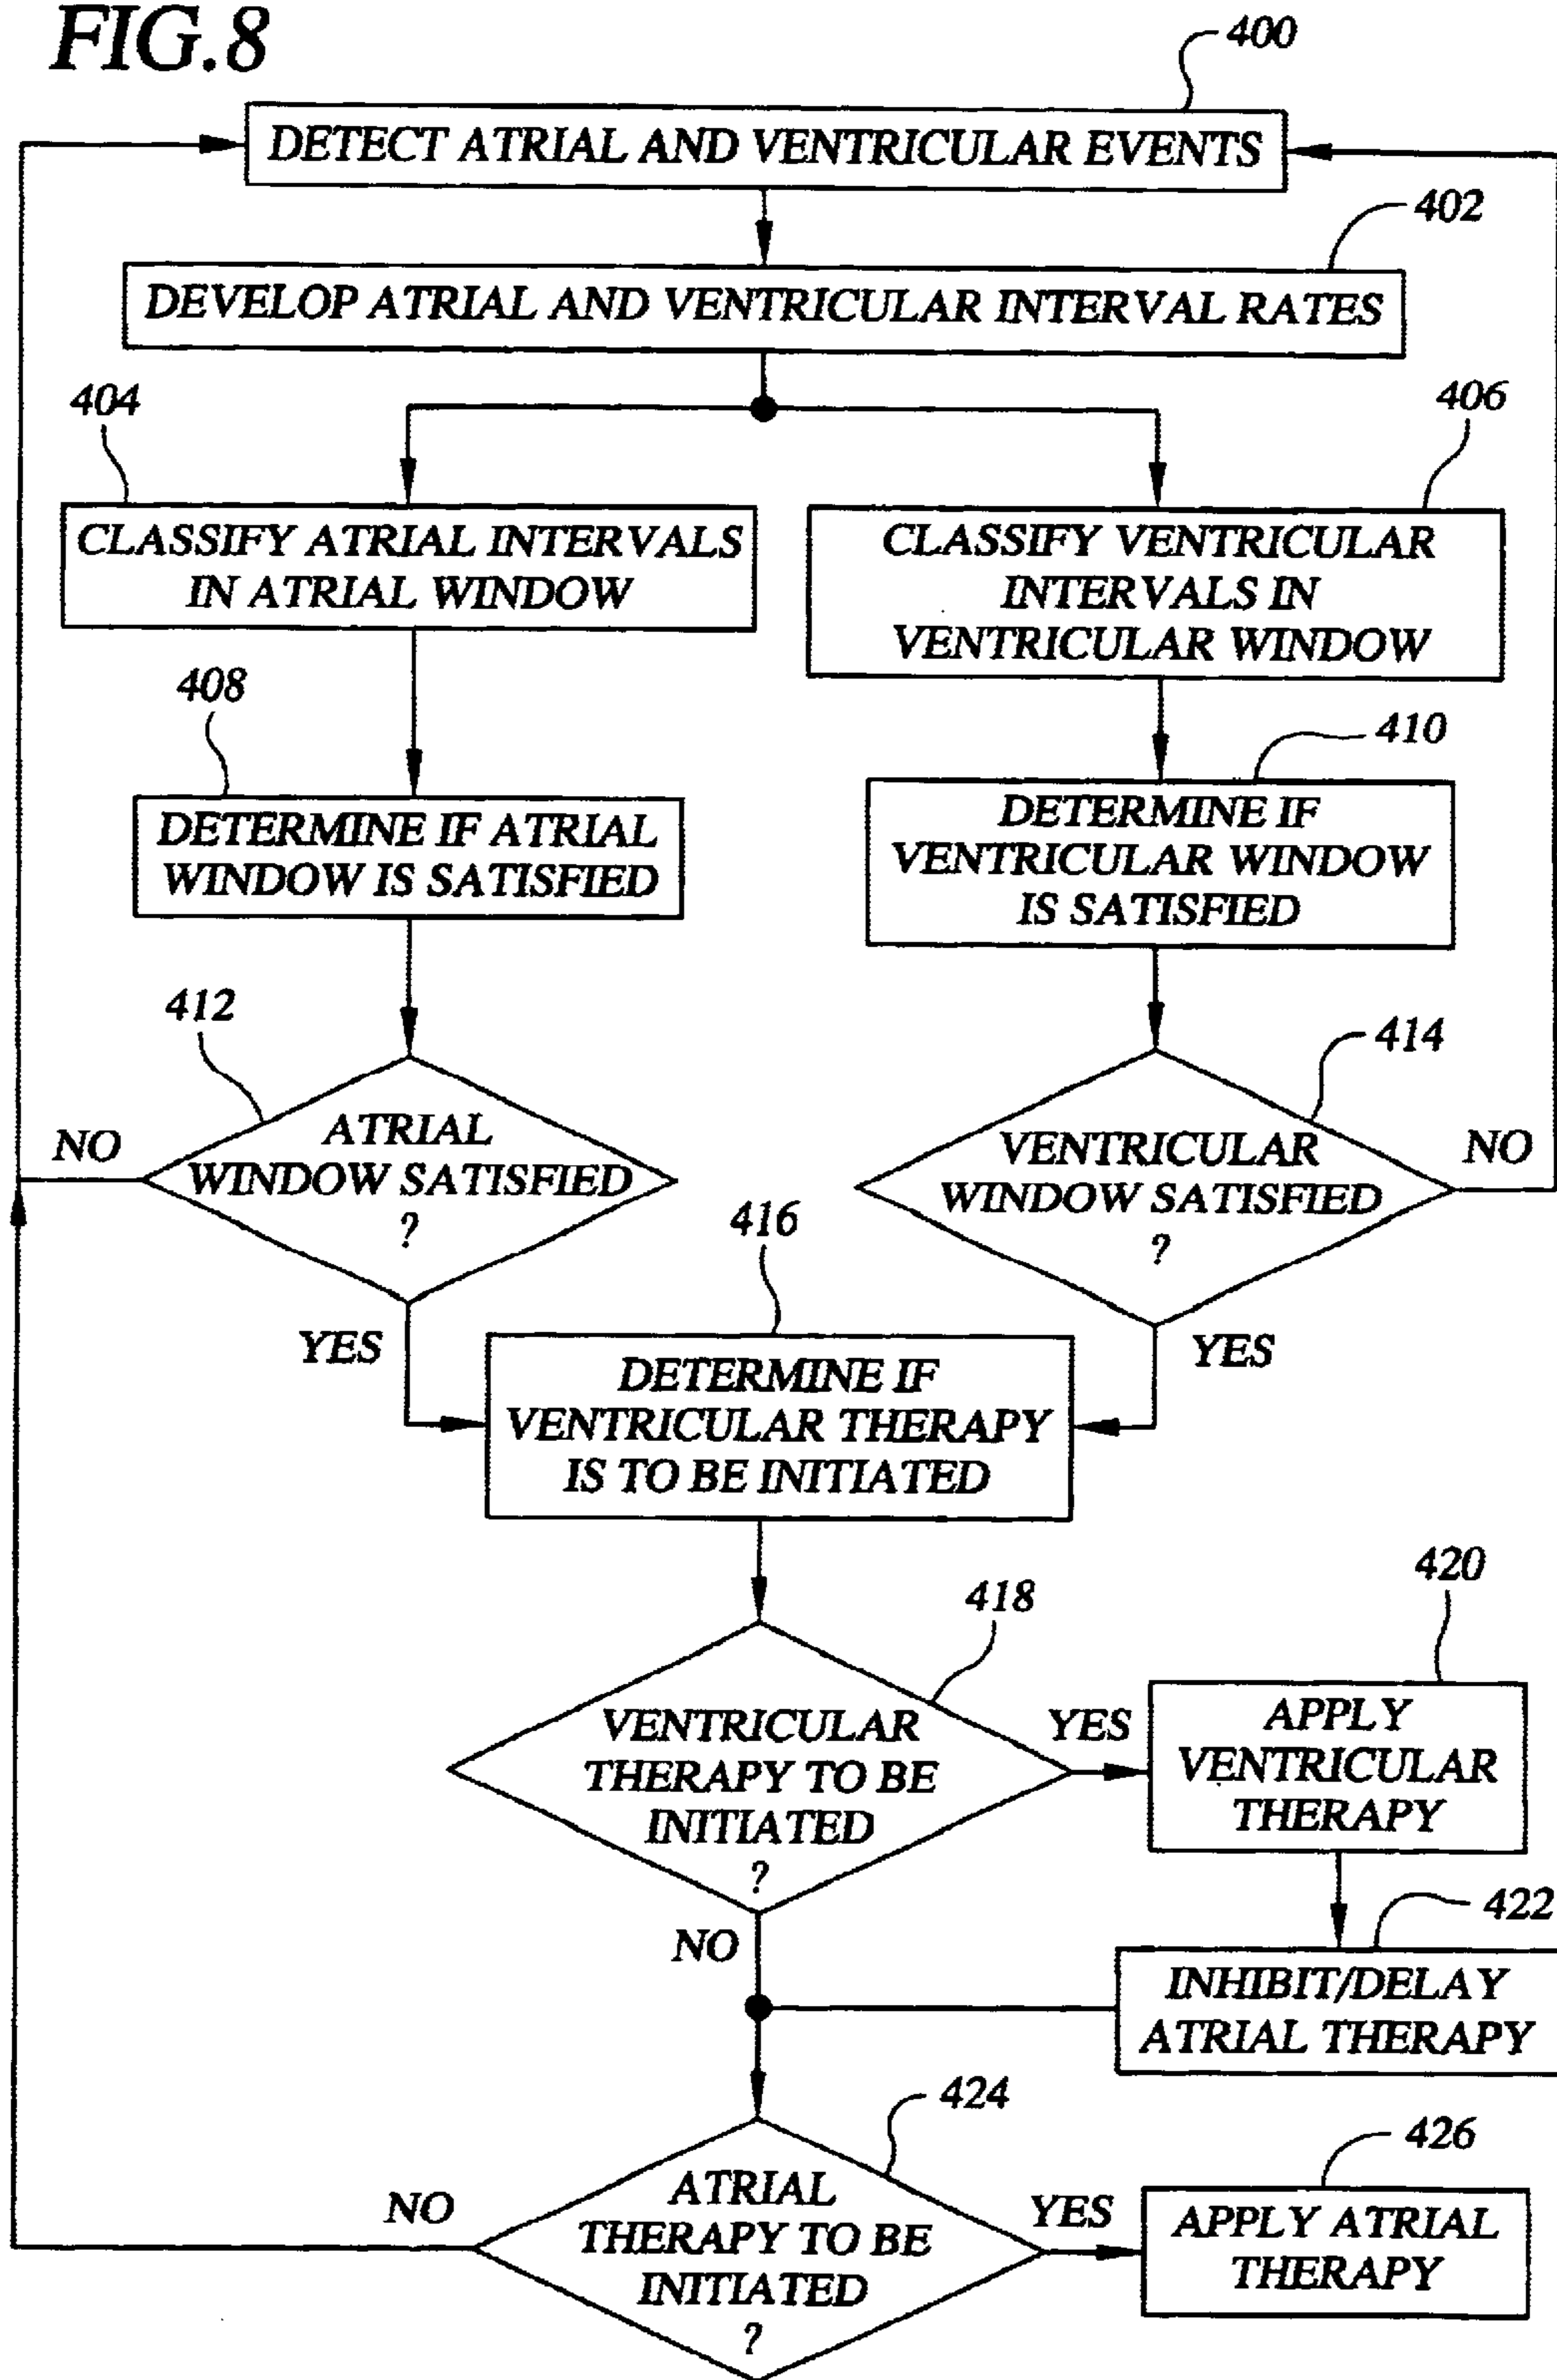 FIG.8
400
DETECT ATRIAL AND VENTRICULAR EVENTS
402
DEVELOP ATRIAL AND VENTRICULAR INTERVAL RATES
404
406
CLASSIFY ATRIAL INTERVALS
IN ATRIAL WINDOW
CLASSIFY VENTRICULAR
INTERVALS IN
VENTRICULAR WINDOW
408
410
DETERMINE IF ATRIAL
WINDOW IS SATISFIED
DETERMINE IF
VENTRICULAR WINDOW
IS SATISFIED
412
414
NO
ATRIAL
WINDOW SATISFIED
?
VENTRICULAR
WINDOW SATISFIED
?
NO
416
YES
YES
DETERMINE IF
VENTRICULAR THERAPY
IS TO BE INITIATED
418
420
VENTRICULAR
THERAPY TO BE
INITIATED
?
YES
APPLY
VENTRICULAR
THERAPY
NO
422
INHIBIT/DELAY
ATRIAL THERAPY
424
426
NO
ATRIAL
THERAPY TO BE
INITIATED
?
YES
APPLY ATRIAL
THERAPY